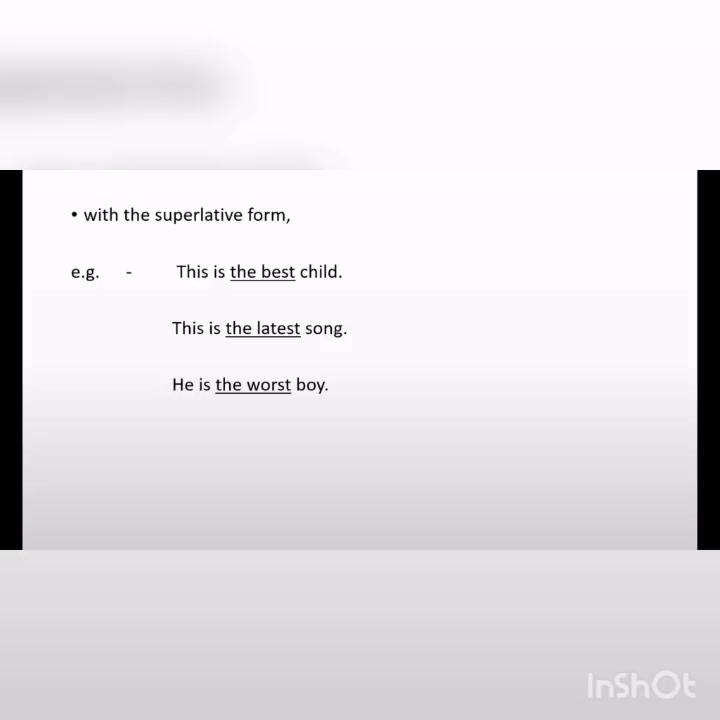 • with the superlative form,
e.g. - This is the best child.
This is the latest song.
He is the worst boy.
InShOt